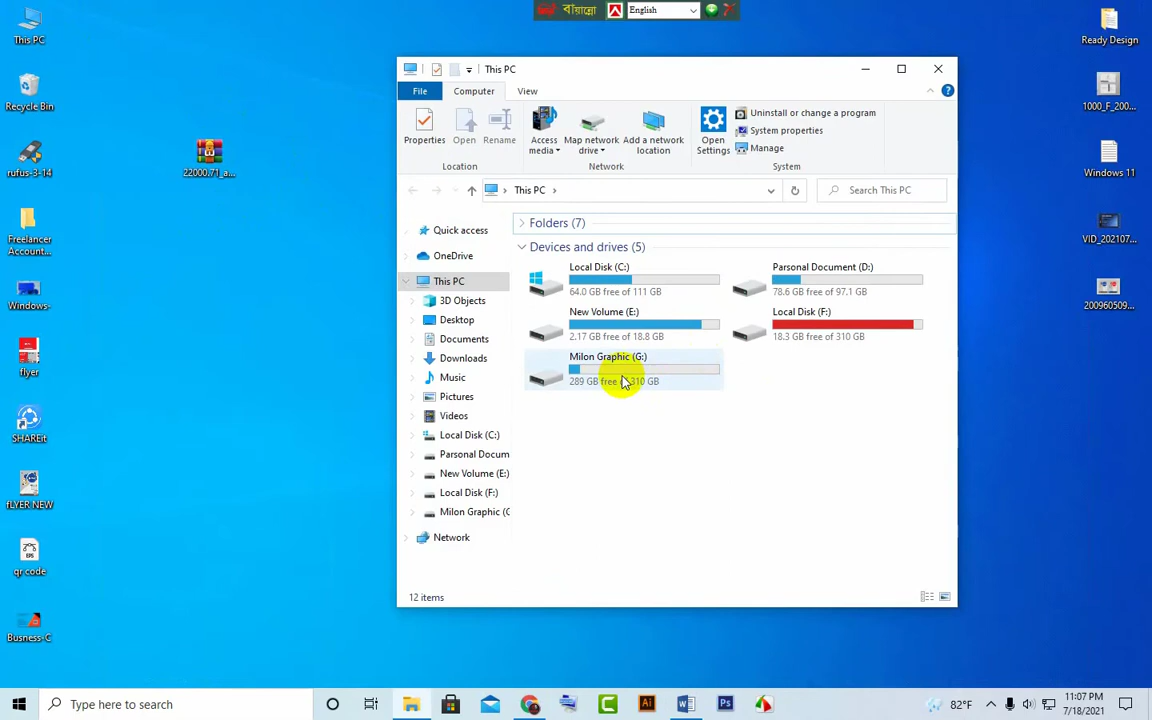 বায়ান্নো
English
This PC
Recycle Bin
rufus-3-14
Freelancer
Account...
Windows-
flyer
SHAREit
fLYER NEW
qr code
Busness-C
22000.71_a...
Ready Design
1000_F_200...
Windows 11
VID_202107...
200960509...
This PC
File
Computer
View
Properties
Open
Rename
Access
media
Map network
drive
Add a network
location
Open
Settings
Uninstall or change a program
System properties
Manage
Location
Network
System
This PC
Search This PC
Quick access
OneDrive
This PC
3D Objects
Desktop
Documents
Downloads
Music
Pictures
Videos
Local Disk (C:)
Parsonal Docum
New Volume (E:)
Local Disk (F:)
Milon Graphic (G
Network
Folders (7)
Devices and drives (5)
Local Disk (C:)
64.0 GB free of 111 GB
Parsonal Document (D:)
78.6 GB free of 97.1 GB
New Volume (E:)
2.17 GB free of 18.8 GB
Local Disk (F:)
18.3 GB free of 310 GB
Milon Graphic (G:)
289 GB free of 310 GB
12 items
Type here to search
82°F
11:07 PM
7/18/2021